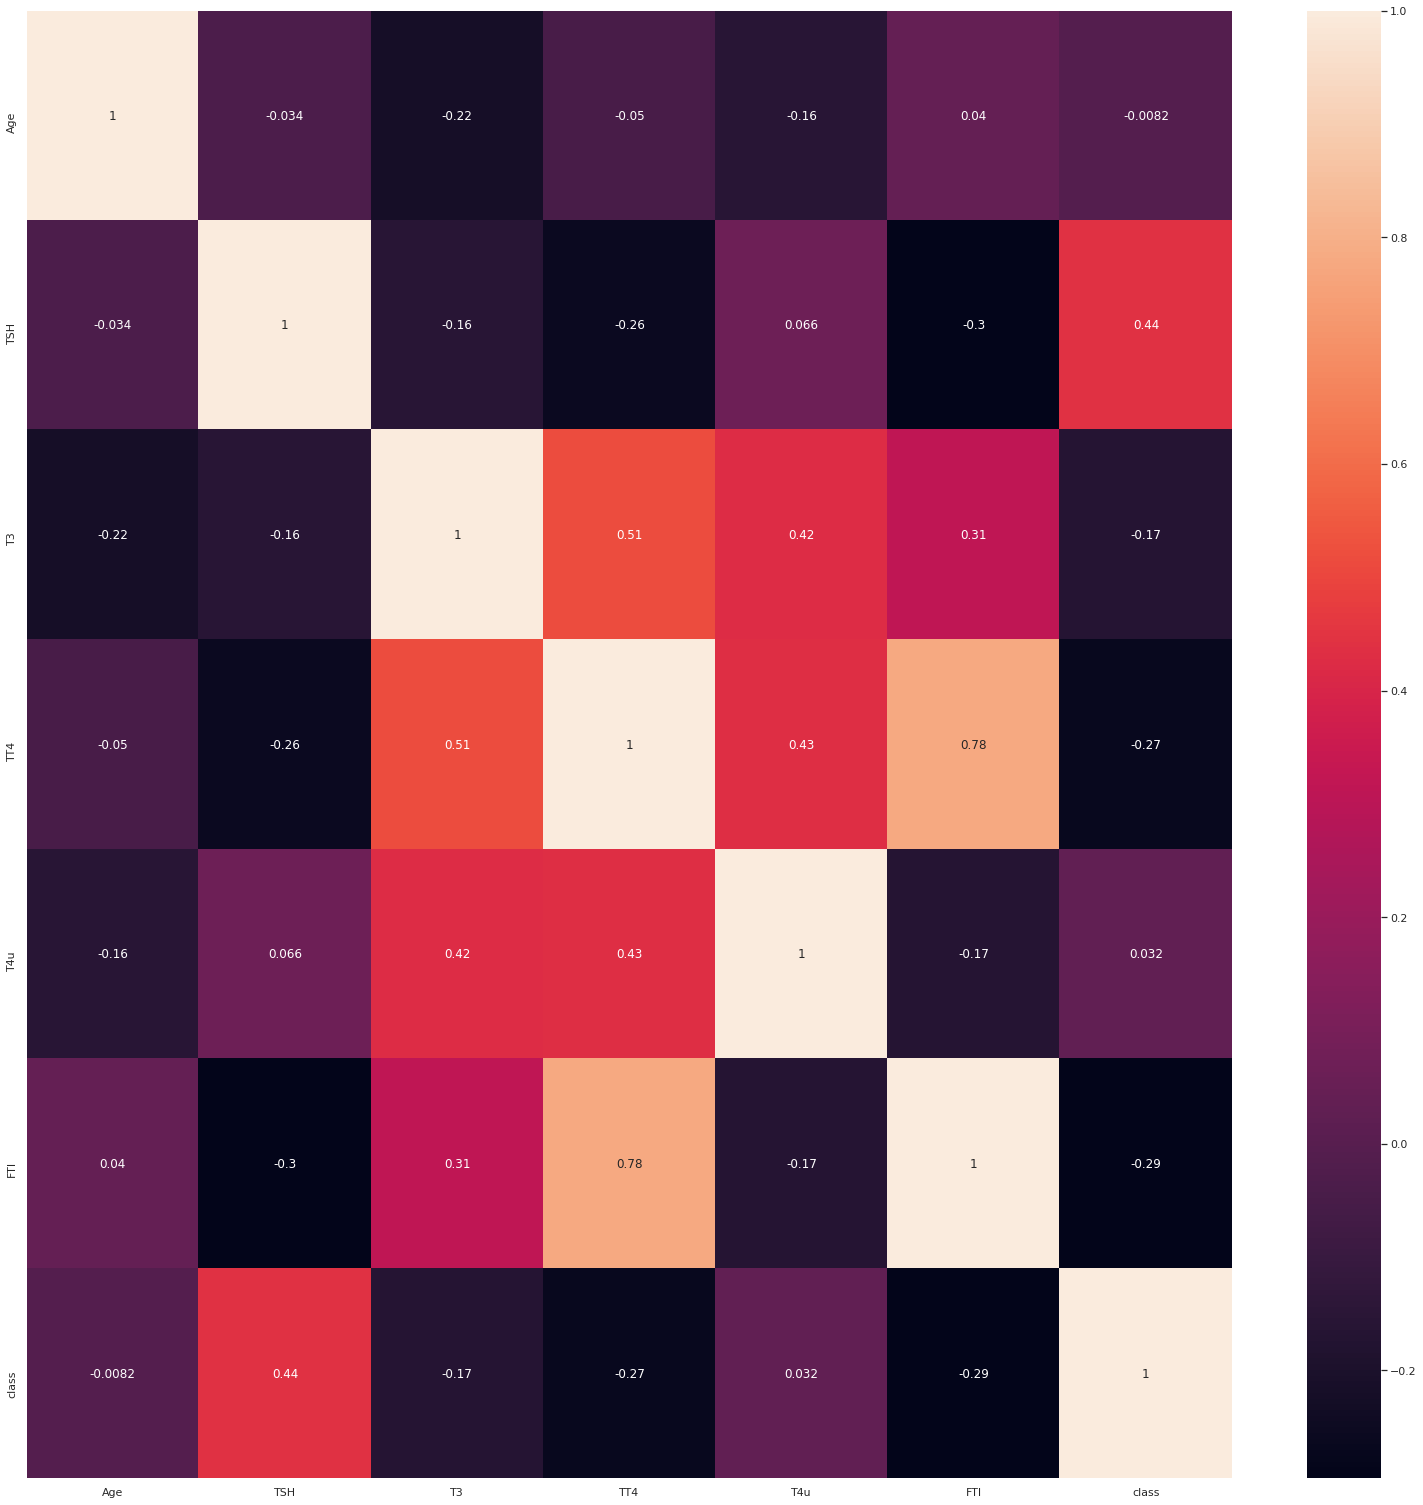 Age 1 -0.034 -0.22 -0.05 -0.16 0.04 -0.0082
TSH -0.034 1 -0.16 -0.26 0.066 -0.3 0.44
T3 -0.22 -0.16 1 0.51 0.42 0.31 -0.17
TT4 -0.05 -0.26 0.51 1 0.43 0.78 -0.27
T4u -0.16 0.066 0.42 0.43 1 -0.17 0.032
FTI 0.04 -0.3 0.31 0.78 -0.17 1 -0.29
class -0.0082 0.44 -0.17 -0.27 0.032 -0.29 1
Age TSH T3 TT4 T4u FTI class
1.0
0.8
0.6
0.4
0.2
0.0
−0.2